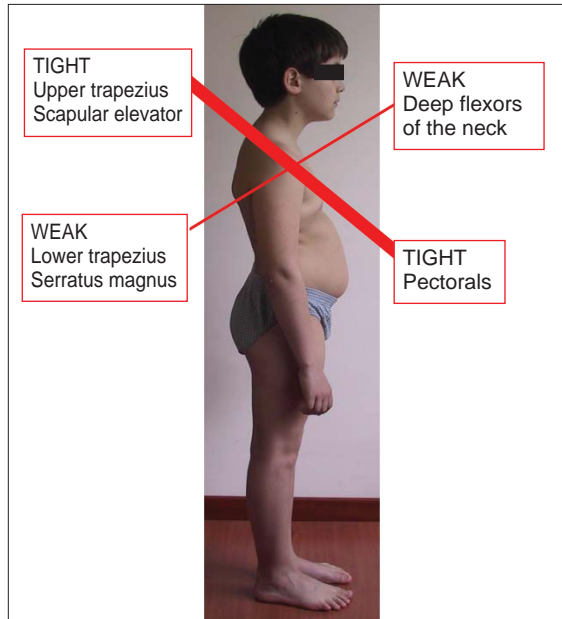 TIGHT
Upper trapezius
Scapular elevator
WEAK
Deep flexors
of the neck
WEAK
Lower trapezius
Serratus magnus
TIGHT
Pectorals